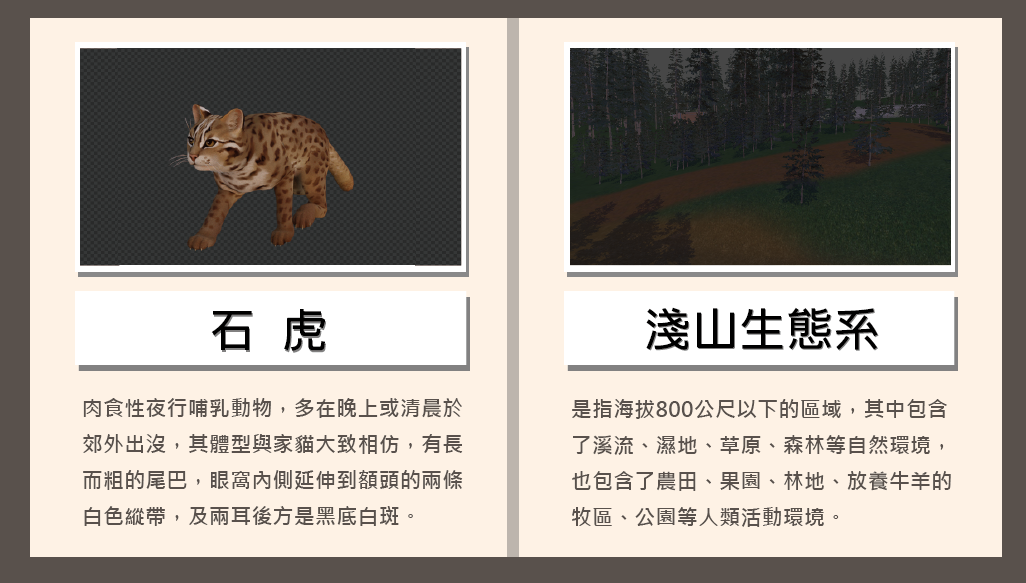 石 虎
肉食性夜行哺乳動物，多在晚上或清晨於
郊外出沒，其體型與家貓大致相仿，有長
而粗的尾巴，眼窩內側延伸到額頭的兩條
白色縱帶，及兩耳後方是黑底白斑。
淺山生態系
是指海拔800公尺以下的區域，其中包含
了溪流、濕地、草原、森林等自然環境，
也包含了農田、果園、林地、放養牛羊的
牧區、公園等人類活動環境。